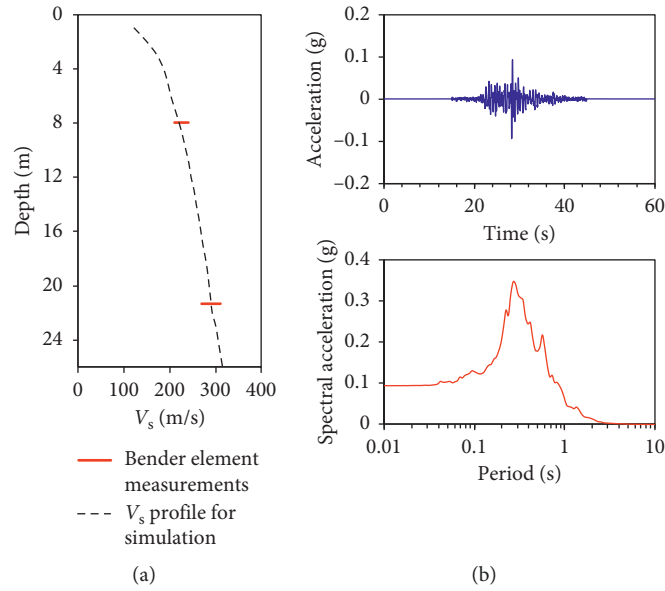 0
4
8
12
16
20
24
Depth (m)
0 100 200 300 400
Vs (m/s)
Bender element
measurements
Vs profile for
simulation
(a)
0.2
0.1
0
–0.1
–0.2
Acceleration (g)
0 20 40 60
Time (s)
0.4
0.3
0.2
0.1
0
Spectral acceleration (g)
0.01 0.1 1 10
Period (s)
(b)